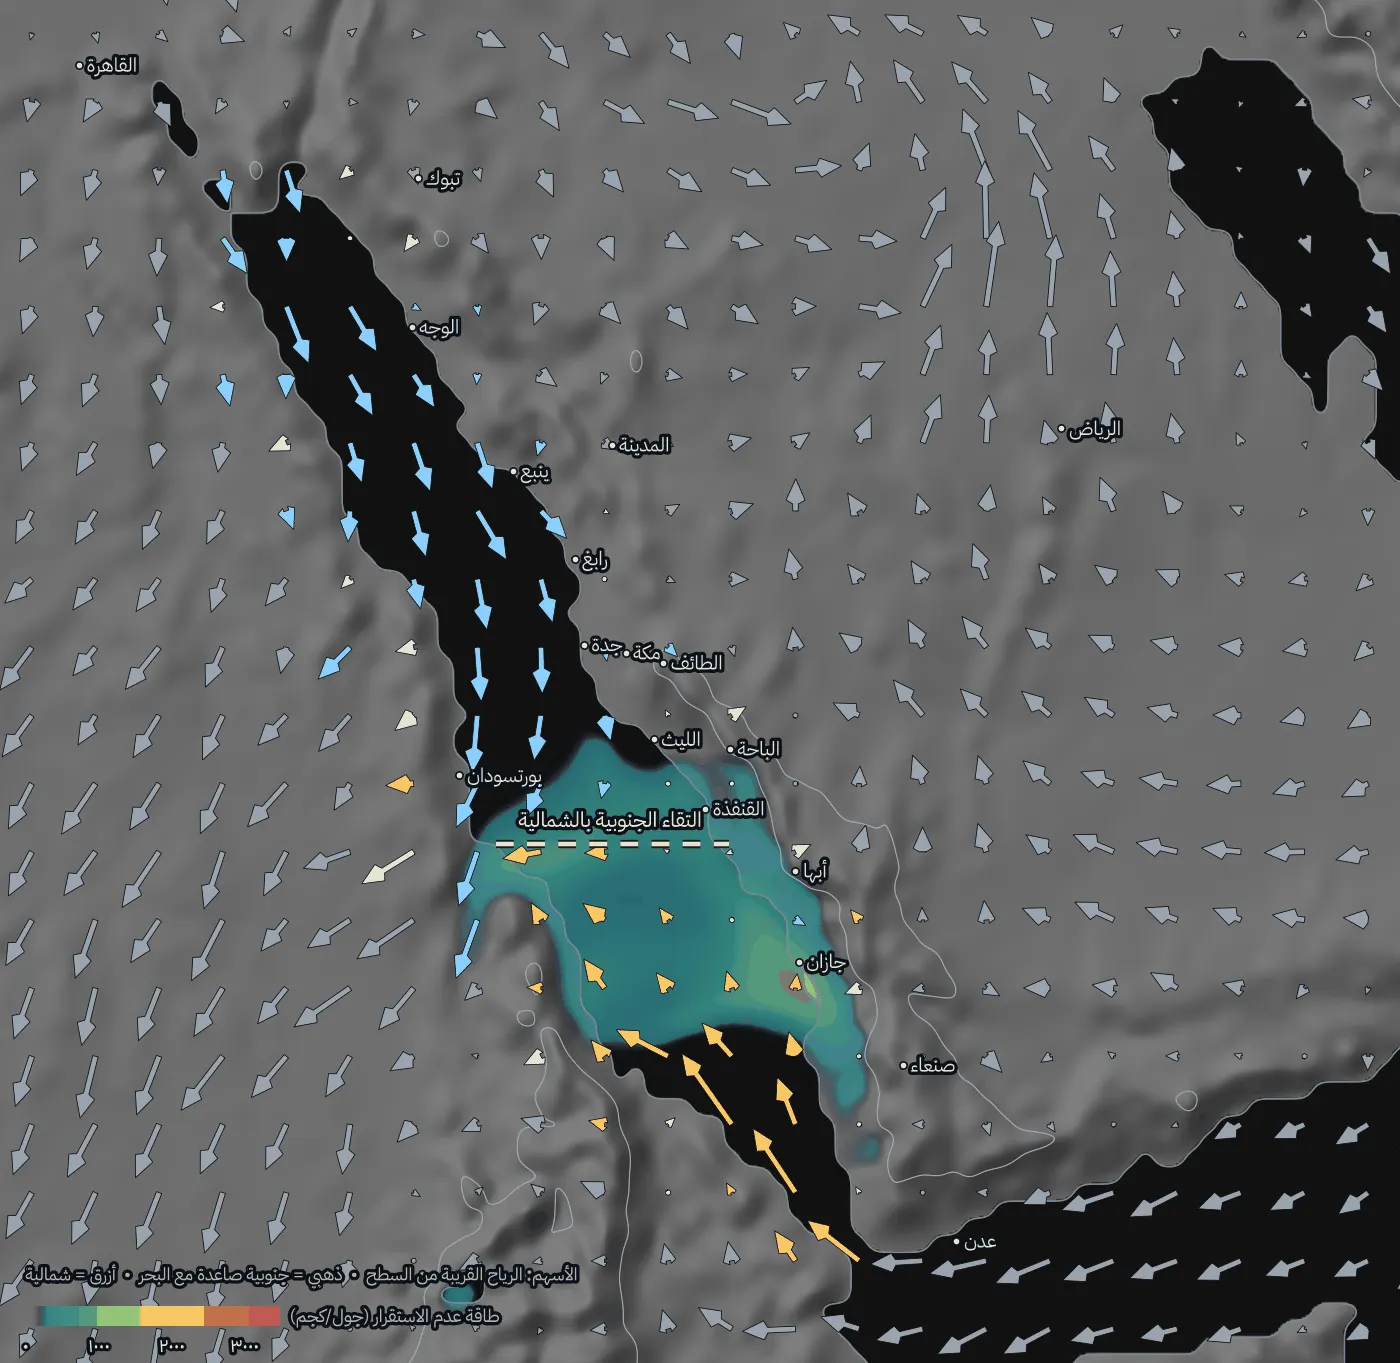 القاهرة
تبوك
الوجه
الرياض
المدينة
ينبع
رابغ
جدة
مكة
الطائف
الليث
الباحة
بورتسودان
القنفذة
التقاء الجنوبية بالشمالية
أبها
جازان
صنعاء
عدن
الأسهم: الرياح القريبة من السطح • ذهبي = جنوبية صاعدة مع البحر • أزرق = شمالية
طاقة عدم الاستقرار (جول/كجم)
٠ ١٠٠٠ ٢٠٠٠ ٣٠٠٠